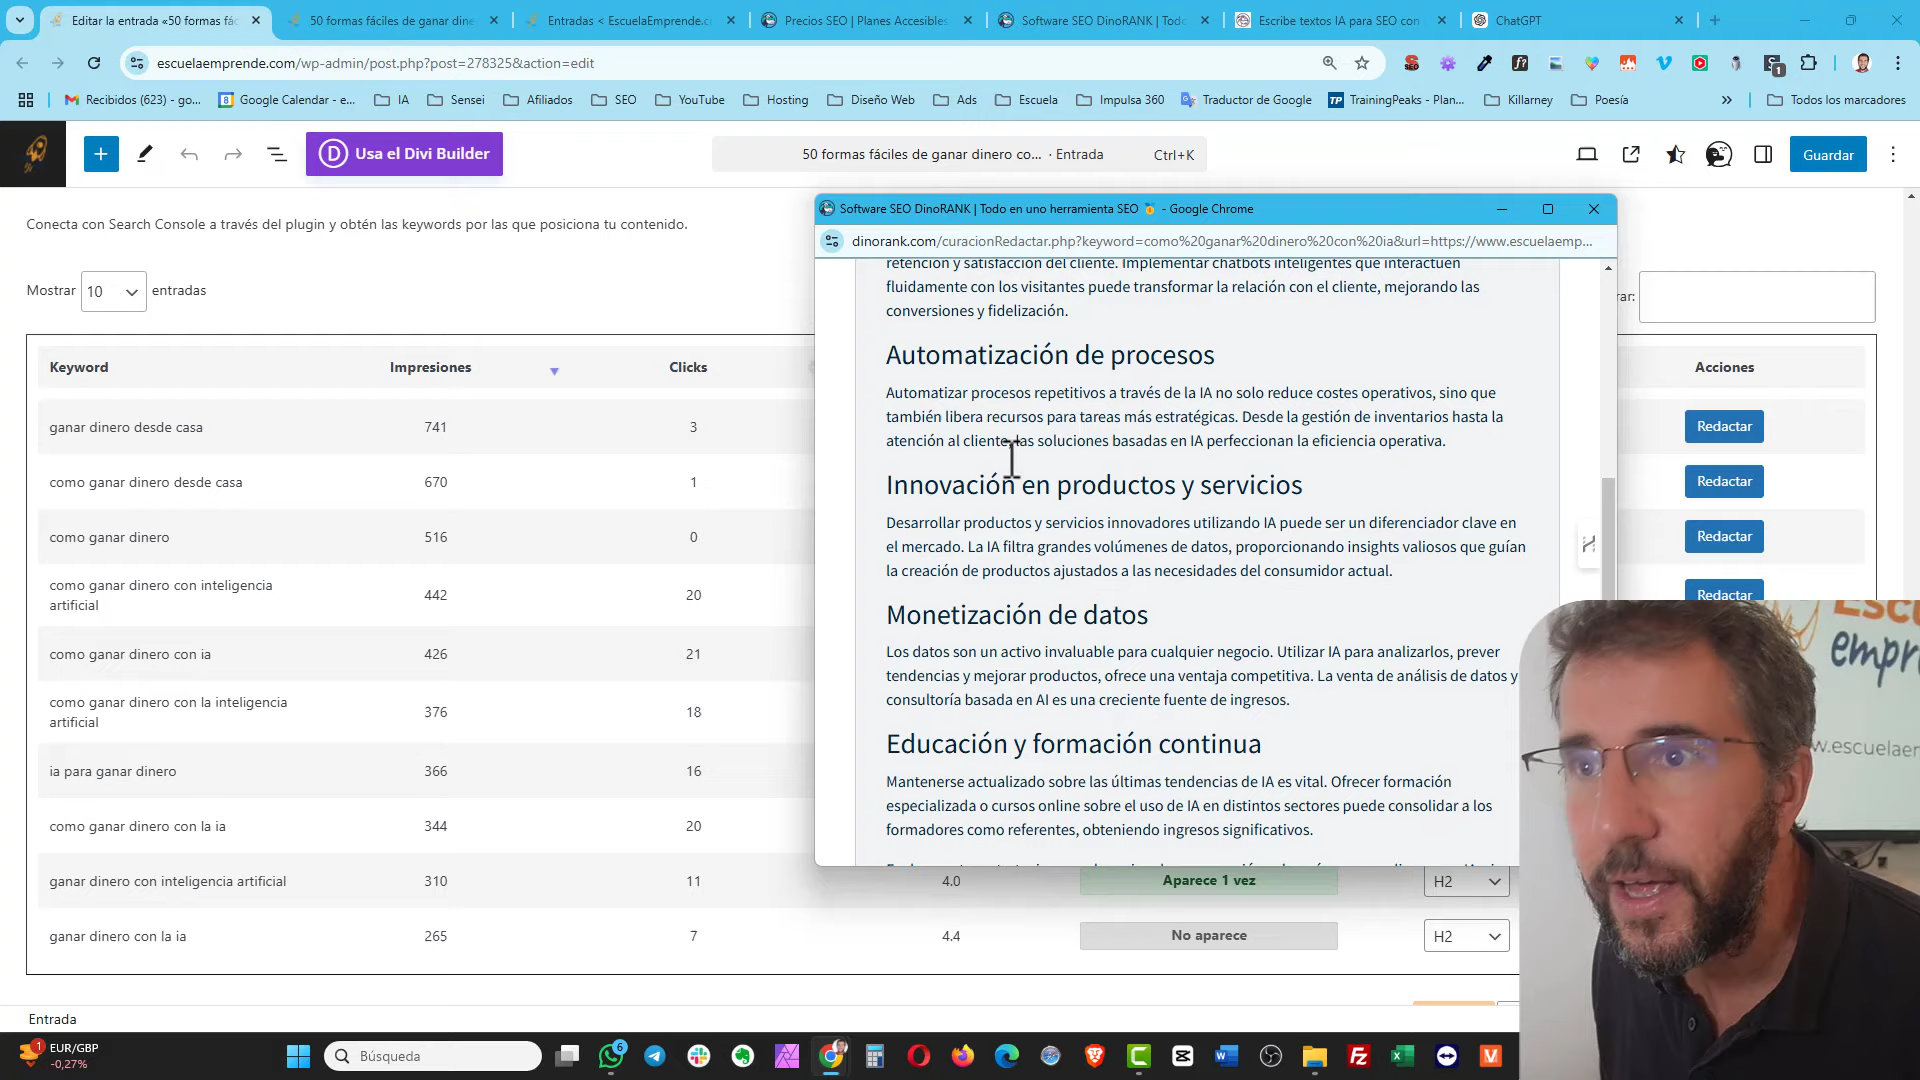 Editar la entrada «50 formas fác
50 formas fáciles de ganar dine
Entradas < EscuelaEmprende.c
Precios SEO | Planes Accesibles
Software SEO DinoRANK | Todo
Escribe textos IA para SEO con
ChatGPT
escuelaemprende.com/wp-admin/post.php?post=278325&action=edit
Recibidos (623) - go...
Google Calendar - e...
IA
Sensei
Afiliados
SEO
YouTube
Hosting
Diseño Web
Ads
Escuela
Impulsa 360
Traductor de Google
TrainingPeaks - Plan...
Killarney
Poesía
Todos los marcadores
Usa el Divi Builder
50 formas fáciles de ganar dinero co... · Entrada
Ctrl+K
Guardar
Conecta con Search Console a través del plugin y obtén las keywords por las que posiciona tu contenido.
Mostrar 10 entradas
rar:
Keyword Impresiones Clicks Acciones
ganar dinero desde casa 741 3 Redactar
como ganar dinero desde casa 670 1 Redactar
como ganar dinero 516 0 Redactar
como ganar dinero con inteligencia
artificial 442 20 Redactar
como ganar dinero con ia 426 21
como ganar dinero con la inteligencia
artificial 376 18
ia para ganar dinero 366 16
como ganar dinero con la ia 344 20
ganar dinero con inteligencia artificial 310 11 4.0 Aparece 1 vez H2
ganar dinero con la ia 265 7 4.4 No aparece H2
Software SEO DinoRANK | Todo en uno herramienta SEO 🥇 - Google Chrome
dinorank.com/curacionRedactar.php?keyword=como%20ganar%20dinero%20con%20ia&url=https://www.escuelaemp...
retención y satisfacción del cliente. Implementar chatbots inteligentes que interactúen
fluidamente con los visitantes puede transformar la relación con el cliente, mejorando las
conversiones y fidelización.
Automatización de procesos
Automatizar procesos repetitivos a través de la IA no solo reduce costes operativos, sino que
también libera recursos para tareas más estratégicas. Desde la gestión de inventarios hasta la
atención al cliente, las soluciones basadas en IA perfeccionan la eficiencia operativa.
Innovación en productos y servicios
Desarrollar productos y servicios innovadores utilizando IA puede ser un diferenciador clave en
el mercado. La IA filtra grandes volúmenes de datos, proporcionando insights valiosos que guían
la creación de productos ajustados a las necesidades del consumidor actual.
Monetización de datos
Los datos son un activo invaluable para cualquier negocio. Utilizar IA para analizarlos, prever
tendencias y mejorar productos, ofrece una ventaja competitiva. La venta de análisis de datos y
consultoría basada en AI es una creciente fuente de ingresos.
Educación y formación continua
Mantenerse actualizado sobre las últimas tendencias de IA es vital. Ofrecer formación
especializada o cursos online sobre el uso de IA en distintos sectores puede consolidar a los
formadores como referentes, obteniendo ingresos significativos.
Escu
empre
w.escuelaem
Entrada
EUR/GBP
-0,27%
Búsqueda